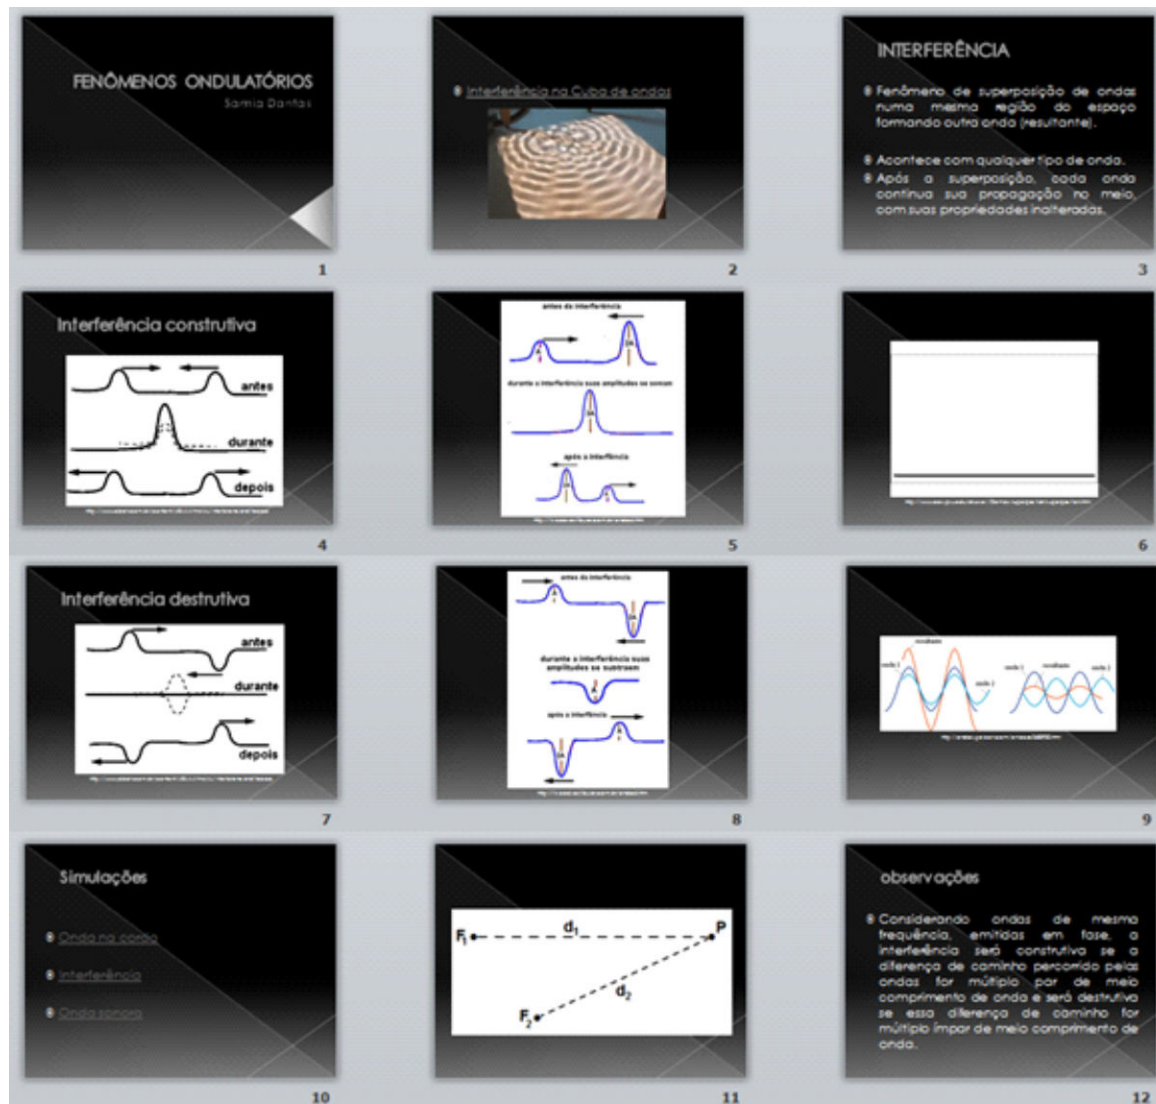 FENÔMENOS ONDULATÓRIOS
Samia Dantas
1
Interferência na Cuba de ondas
2
INTERFERÊNCIA
Fenômeno de superposição de ondas
numa mesma região do espaço
formando outra onda (resultante).
Acontece com qualquer tipo de onda.
Após a superposição, cada onda
continua sua propagação no meio,
com suas propriedades inalteradas.
3
Interferência construtiva
antes
durante
depois
4
antes da interferência
A
durante a interferência suas amplitudes se somam
após a interfência
5
6
Interferência destrutiva
antes
durante
depois
7
antes da interferência
A
durante a interferência suas
amplitudes se subtraem
A
após a interfência
8
resultante
onda 1
onda 2
onda 1
resultante
onda 2
9
Simulações
Onda na corda
Interferência
Onda sonora
10
F1
d1
P
d2
F2
11
observações
Considerando ondas de mesma
frequência, emitidas em fase, a
interferência será construtiva se a
diferença de caminho percorrido pelas
ondas for múltiplo par de meio
comprimento de onda e será destrutiva
se essa diferença de caminho for
múltiplo ímpar de meio comprimento de
onda.
12